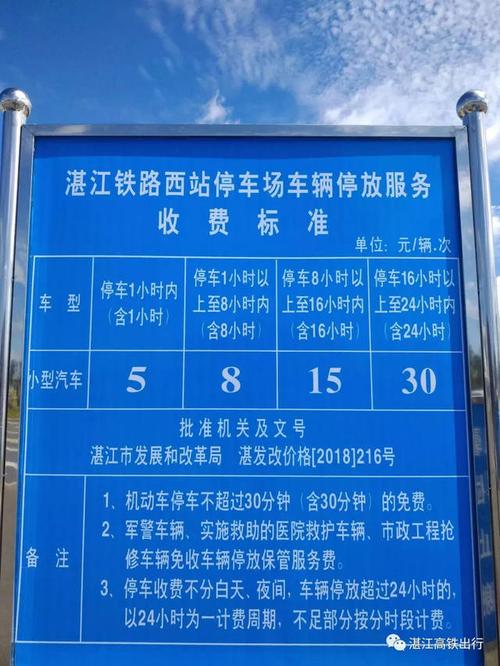 湛江铁路西站停车场车辆停放服务
收费标准
单位：元/辆.次
车型
停车1小时内
(含1小时)
停车1小时以
上至8小时内
(含8小时)
停车8小时以
上至16小时内
(含16小时)
停车16小时
以上至24小时内
(含24小时)
小型汽车
5
8
15
30
批准机关及文号
湛江市发展和改革局 湛发改价格[2018]216号
备注
1、机动车停车不超过30分钟（含30分钟）的免费。
2、军警车辆、实施救助的医院救护车辆、市政工程抢
修车辆免收车辆停放保管服务费。
3、停车收费不分白天、夜间，车辆停放超过24小时的，
以24小时为一计费周期，不足部分按分时段计费。
湛江高铁出行